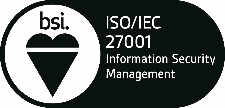 bsi.
ISO/IEC
27001
Information Security
Management